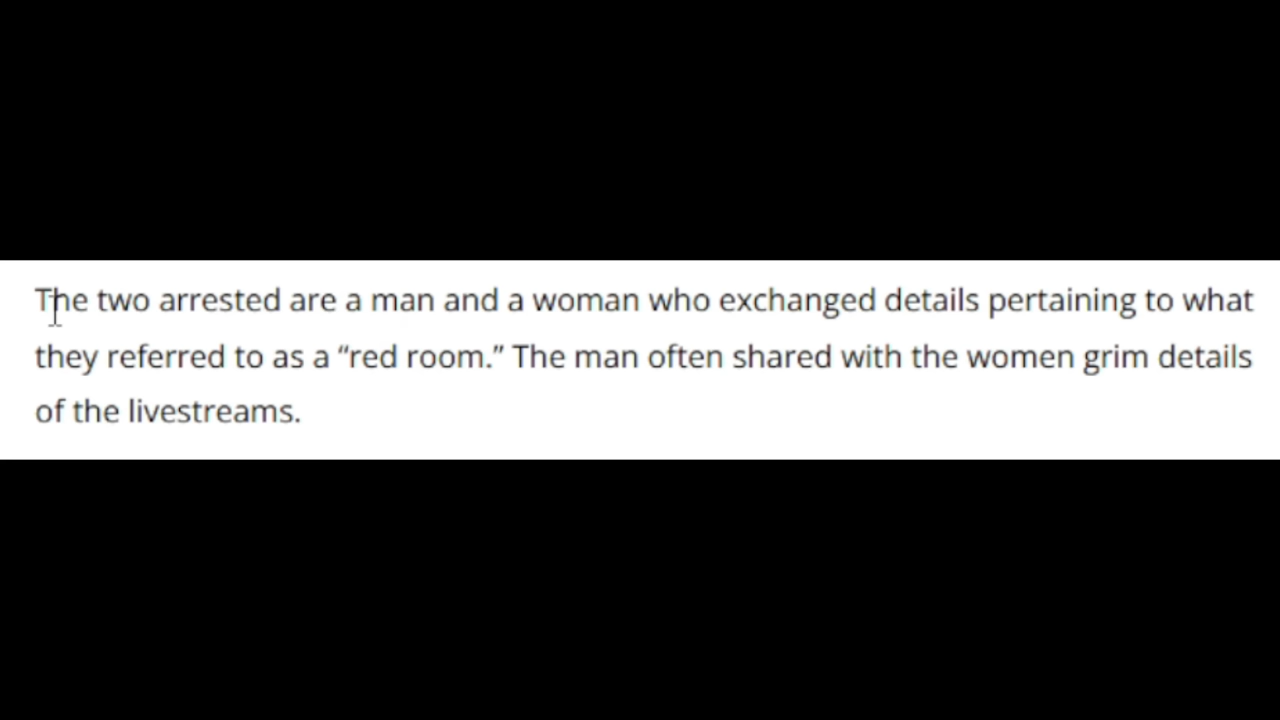 The two arrested are a man and a woman who exchanged details pertaining to what
they referred to as a “red room.” The man often shared with the women grim details
of the livestreams.